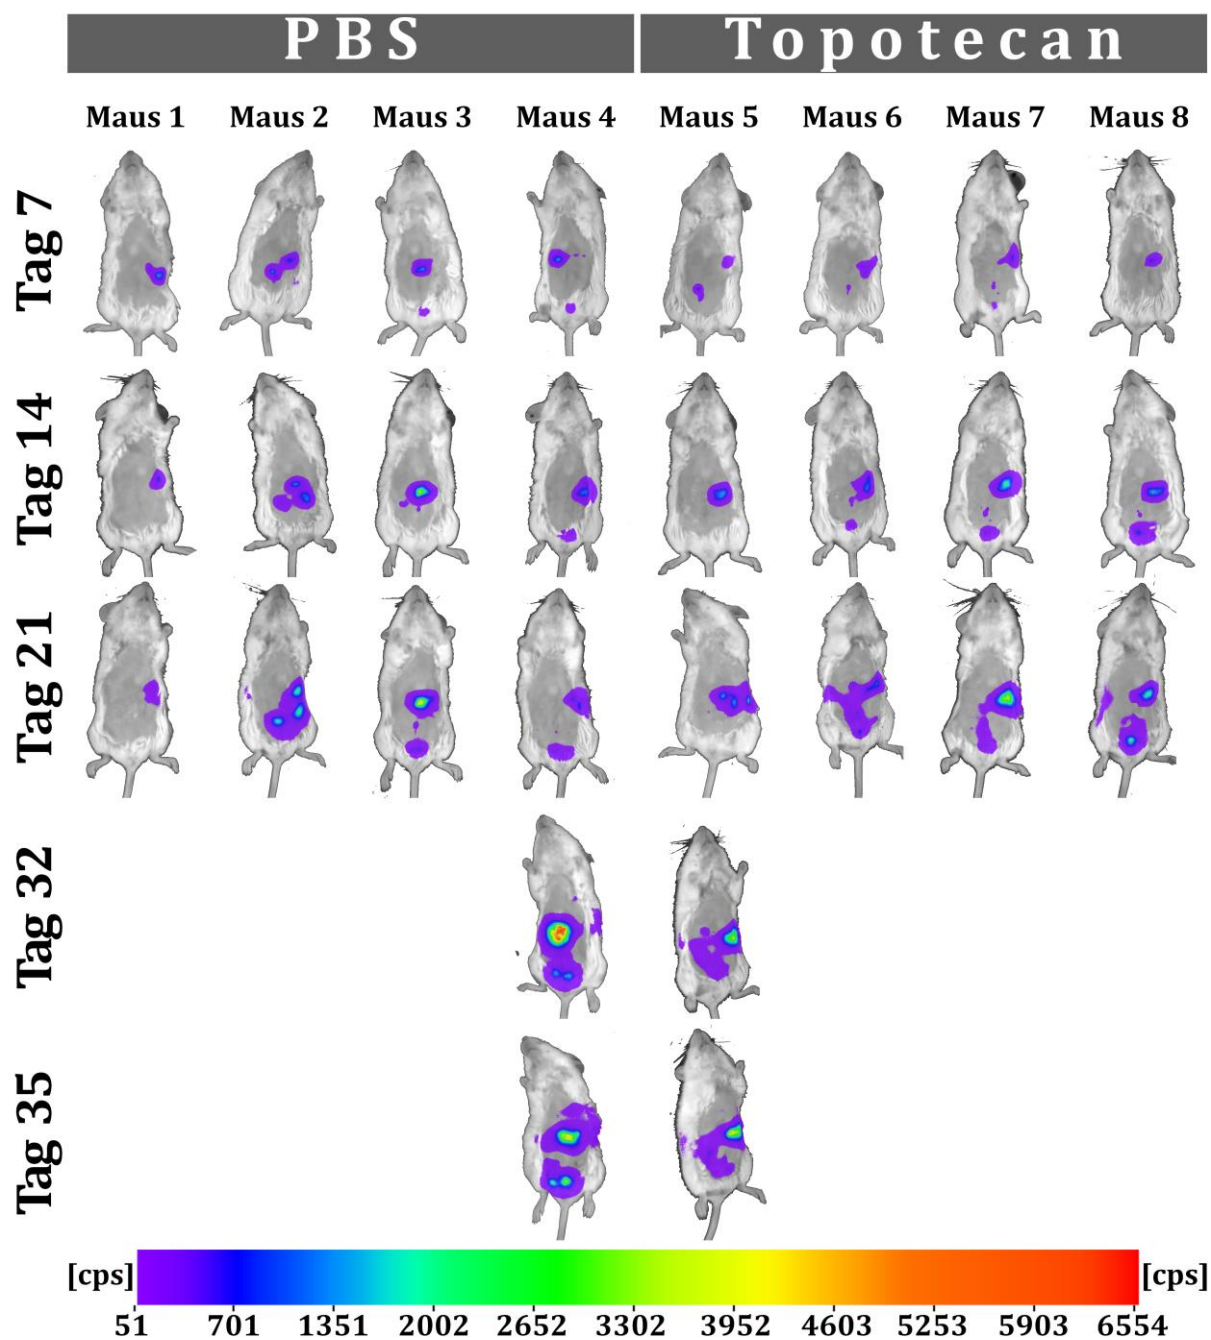 PBS Topotecan
Maus 1 Maus 2 Maus 3 Maus 4 Maus 5 Maus 6 Maus 7 Maus 8
Tag 7
Tag 14
Tag 21
Tag 32
Tag 35
[cps] [cps]
51 701 1351 2002 2652 3302 3952 4603 5253 5903 6554